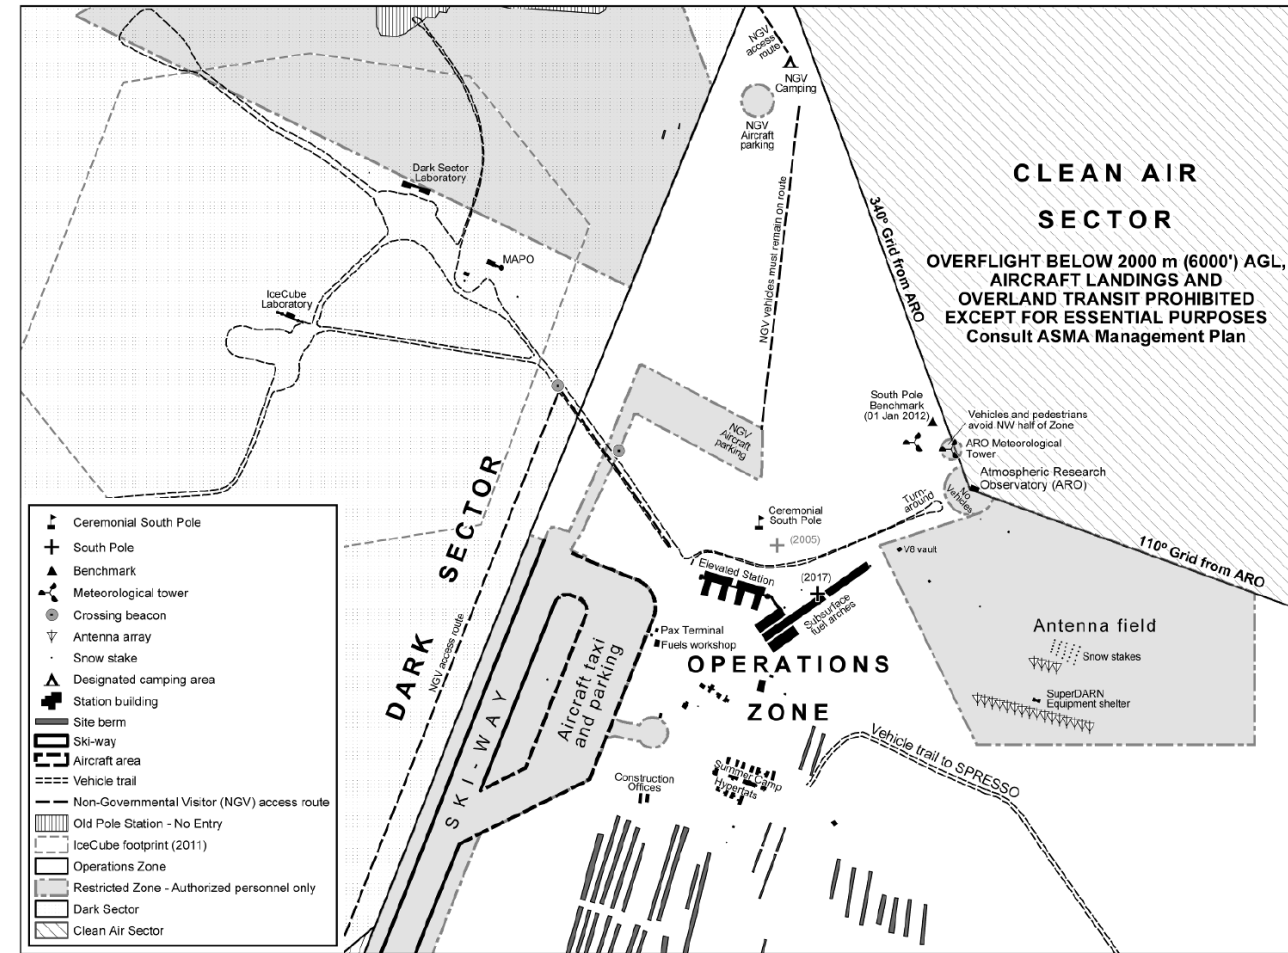 NGV
access
route
NGV
Camping
NGV
Aircraft
parking
CLEAN AIR
SECTOR
OVERFLIGHT BELOW 2000 m (6000') AGL,
AIRCRAFT LANDINGS AND
OVERLAND TRANSIT PROHIBITED
EXCEPT FOR ESSENTIAL PURPOSES
Consult ASMA Management Plan
Dark Sector
Laboratory
MAPO
IceCube
Laboratory
NGV vehicles must remain on route
340º Grid from ARO
South Pole
Benchmark
(01 Jan 2012)
Vehicles and pedestrians
avoid NW half of Zone
ARO Meteorological
Tower
Atmospheric Research
Observatory (ARO)
No
Vehicles
Turn-
around
110º Grid from ARO
NGV
Aircraft
parking
Ceremonial
South Pole
(2005)
V8 vault
Elevated Station
(2017)
Subsurface
fuel arches
DARK SECTOR
NGV access route
SKI-WAY
Aircraft taxi
and parking
Pax Terminal
Fuels workshop
OPERATIONS
ZONE
Antenna field
Snow stakes
SuperDARN
Equipment shelter
Vehicle trail to SPRESSO
Construction
Offices
Summer Camp
Hypertats
Ceremonial South Pole
South Pole
Benchmark
Meteorological tower
Crossing beacon
Antenna array
Snow stake
Designated camping area
Station building
Site berm
Ski-way
Aircraft area
Vehicle trail
Non-Governmental Visitor (NGV) access route
Old Pole Station - No Entry
IceCube footprint (2011)
Operations Zone
Restricted Zone - Authorized personnel only
Dark Sector
Clean Air Sector